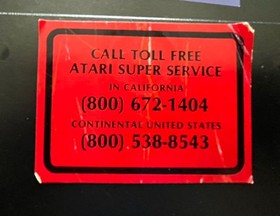 CALL TOLL FREE
ATARI SUPER SERVICE
IN CALIFORNIA
(800) 672-1404
CONTINENTAL UNITED STATES
(800) 538-8543